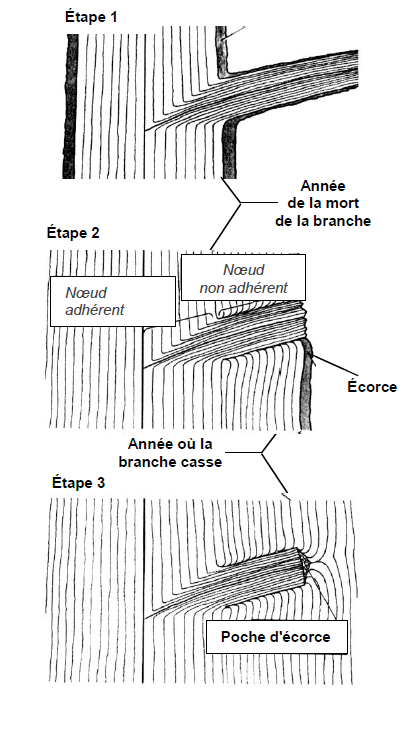 Étape 1
Année
de la mort
de la branche
Étape 2
Nœud
non adhérent
Nœud
adhérent
Écorce
Année où la
branche casse
Étape 3
Poche d'écorce